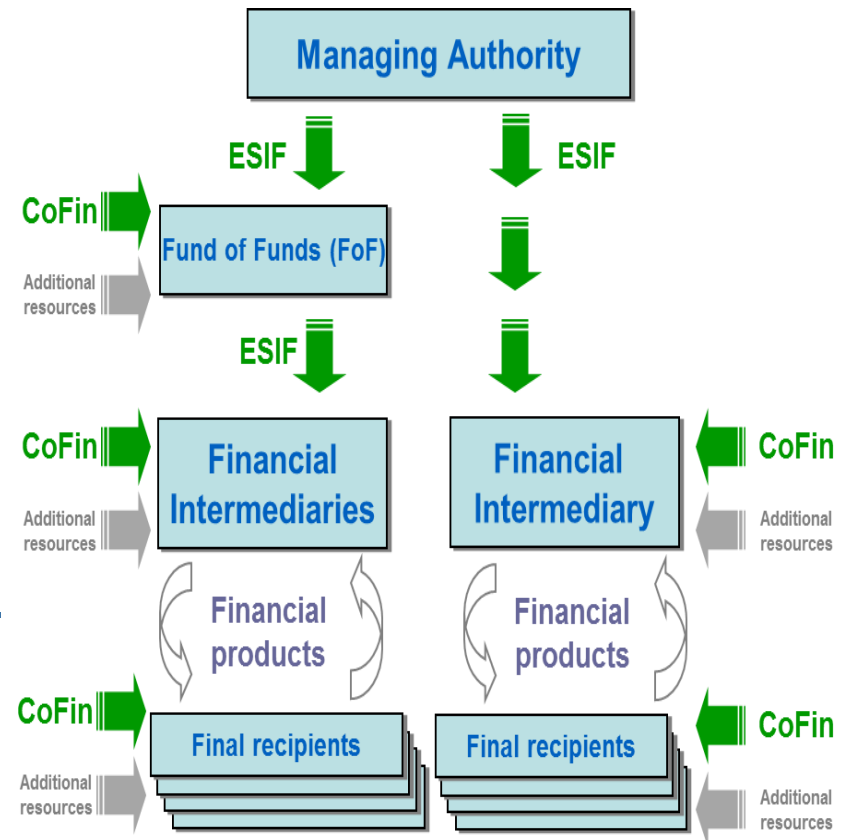 Managing Authority
ESIF
ESIF
CoFin
Fund of Funds (FoF)
Additional
resources
ESIF
CoFin
Financial
Intermediaries
Financial
Intermediary
CoFin
Additional
resources
Additional
resources
Financial
products
Financial
products
CoFin
Final recipients
Final recipients
CoFin
Additional
resources
Additional
resources